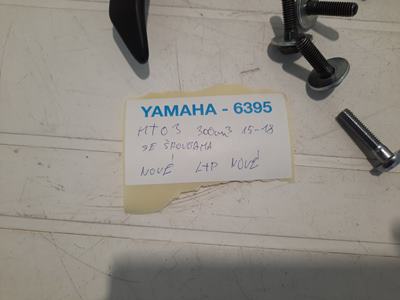 YAMAHA - 6395
MT03 300cm3 15-18
SE ŠROUBAMA
NOVÉ L+P NOVÉ